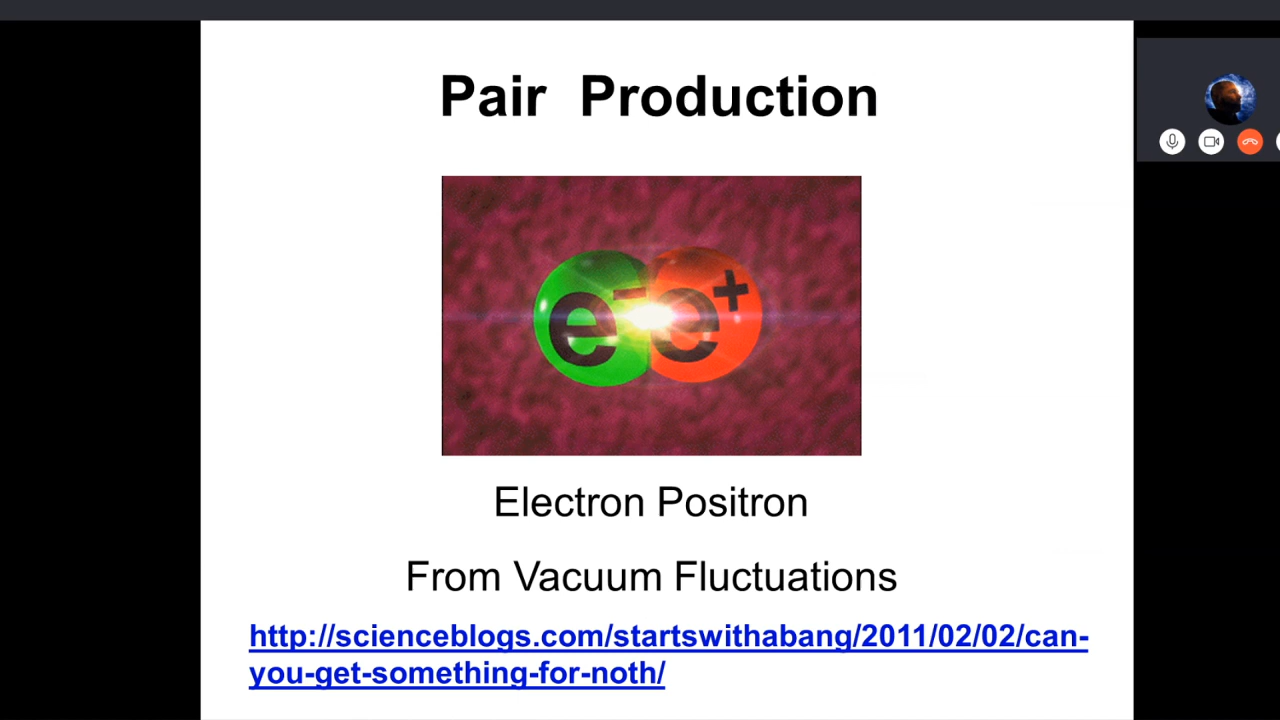 Pair Production
e- e+
Electron Positron
From Vacuum Fluctuations
http://scienceblogs.com/startswithabang/2011/02/02/can-
you-get-something-for-noth/